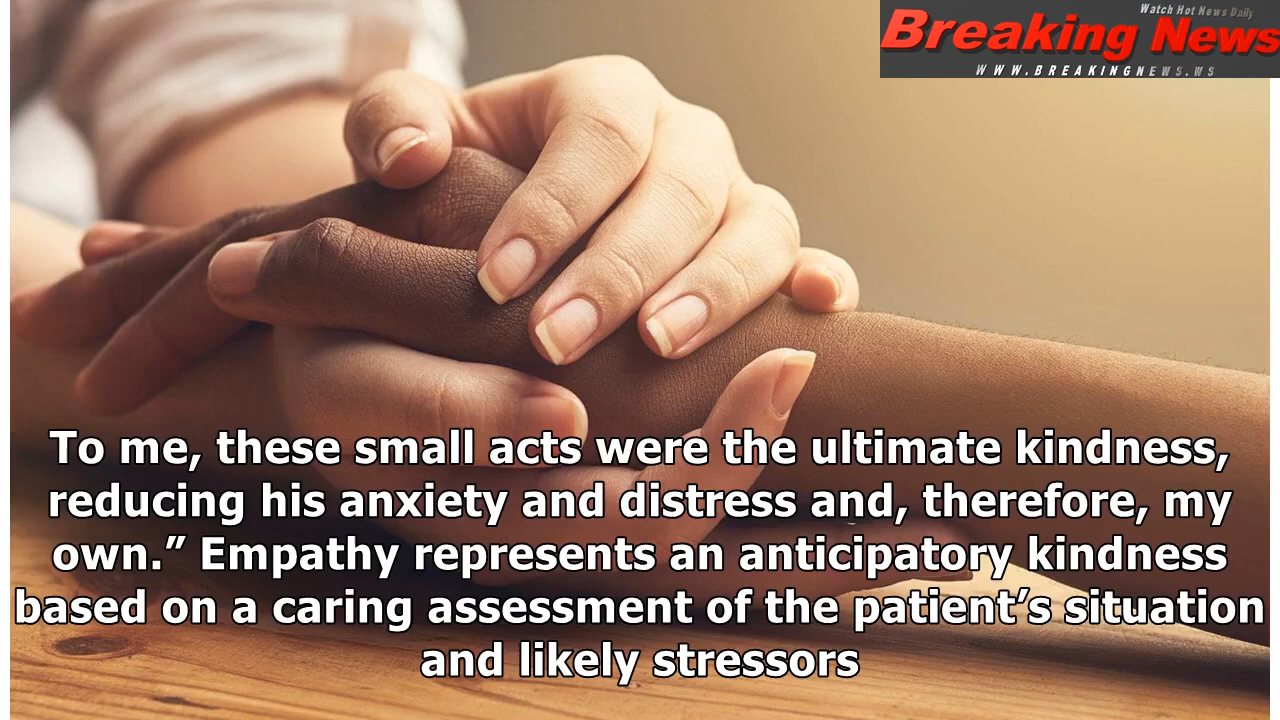 Watch Hot News Daily
Breaking News
WWW.BREAKINGNEWS.WS
To me, these small acts were the ultimate kindness,
reducing his anxiety and distress and, therefore, my
own.” Empathy represents an anticipatory kindness
based on a caring assessment of the patient’s situation
and likely stressors